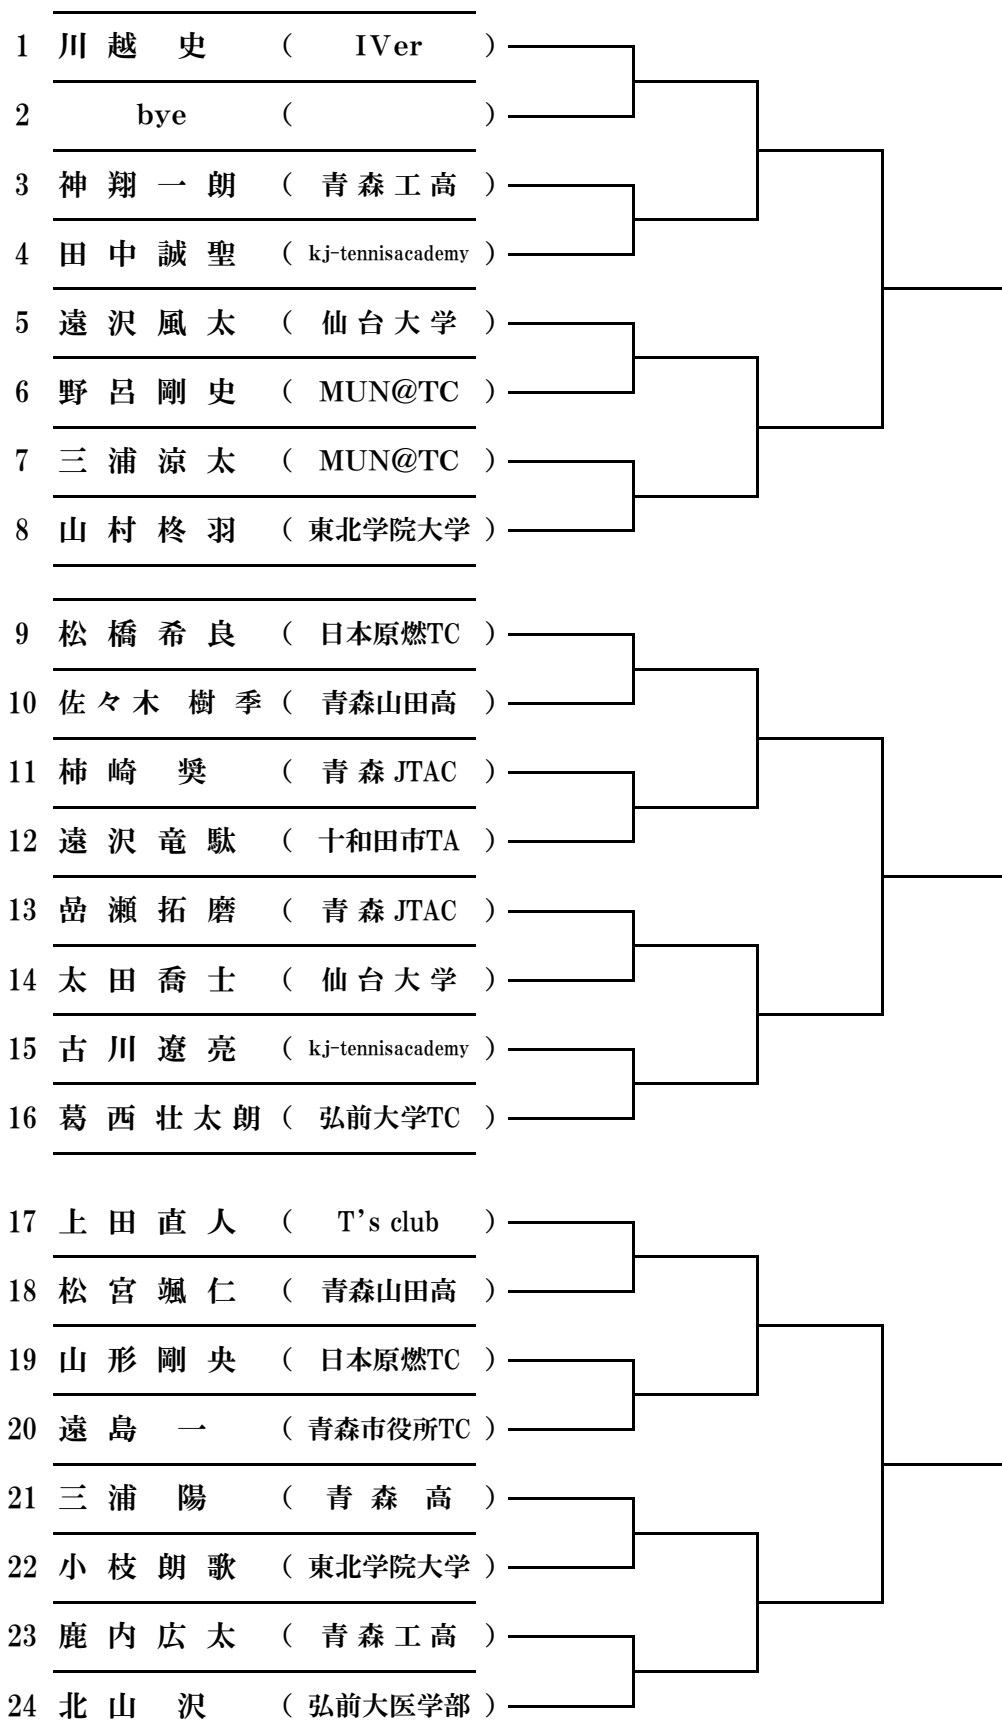 1 川越 史 ( IVer )
2 bye ( )
3 神翔一朗 ( 青森工高 )
4 田中誠聖 ( kj-tennisacademy )
5 遠沢風太 ( 仙台大学 )
6 野呂剛史 ( MUN@TC )
7 三浦涼太 ( MUN@TC )
8 山村柊羽 ( 東北学院大学 )
9 松橋希良 ( 日本原燃TC )
10 佐々木 樹季 ( 青森山田高 )
11 柿崎 奨 ( 青森JTAC )
12 遠沢竜駄 ( 十和田市TA )
13 嵒瀬拓磨 ( 青森JTAC )
14 太田喬士 ( 仙台大学 )
15 古川遼亮 ( kj-tennisacademy )
16 葛西壮太朗 ( 弘前大学TC )
17 上田直人 ( T’s club )
18 松宮颯仁 ( 青森山田高 )
19 山形剛央 ( 日本原燃TC )
20 遠島 一 ( 青森市役所TC )
21 三浦 陽 ( 青森高 )
22 小枝朗歌 ( 東北学院大学 )
23 鹿内広太 ( 青森工高 )
24 北山 沢 ( 弘前大医学部 )